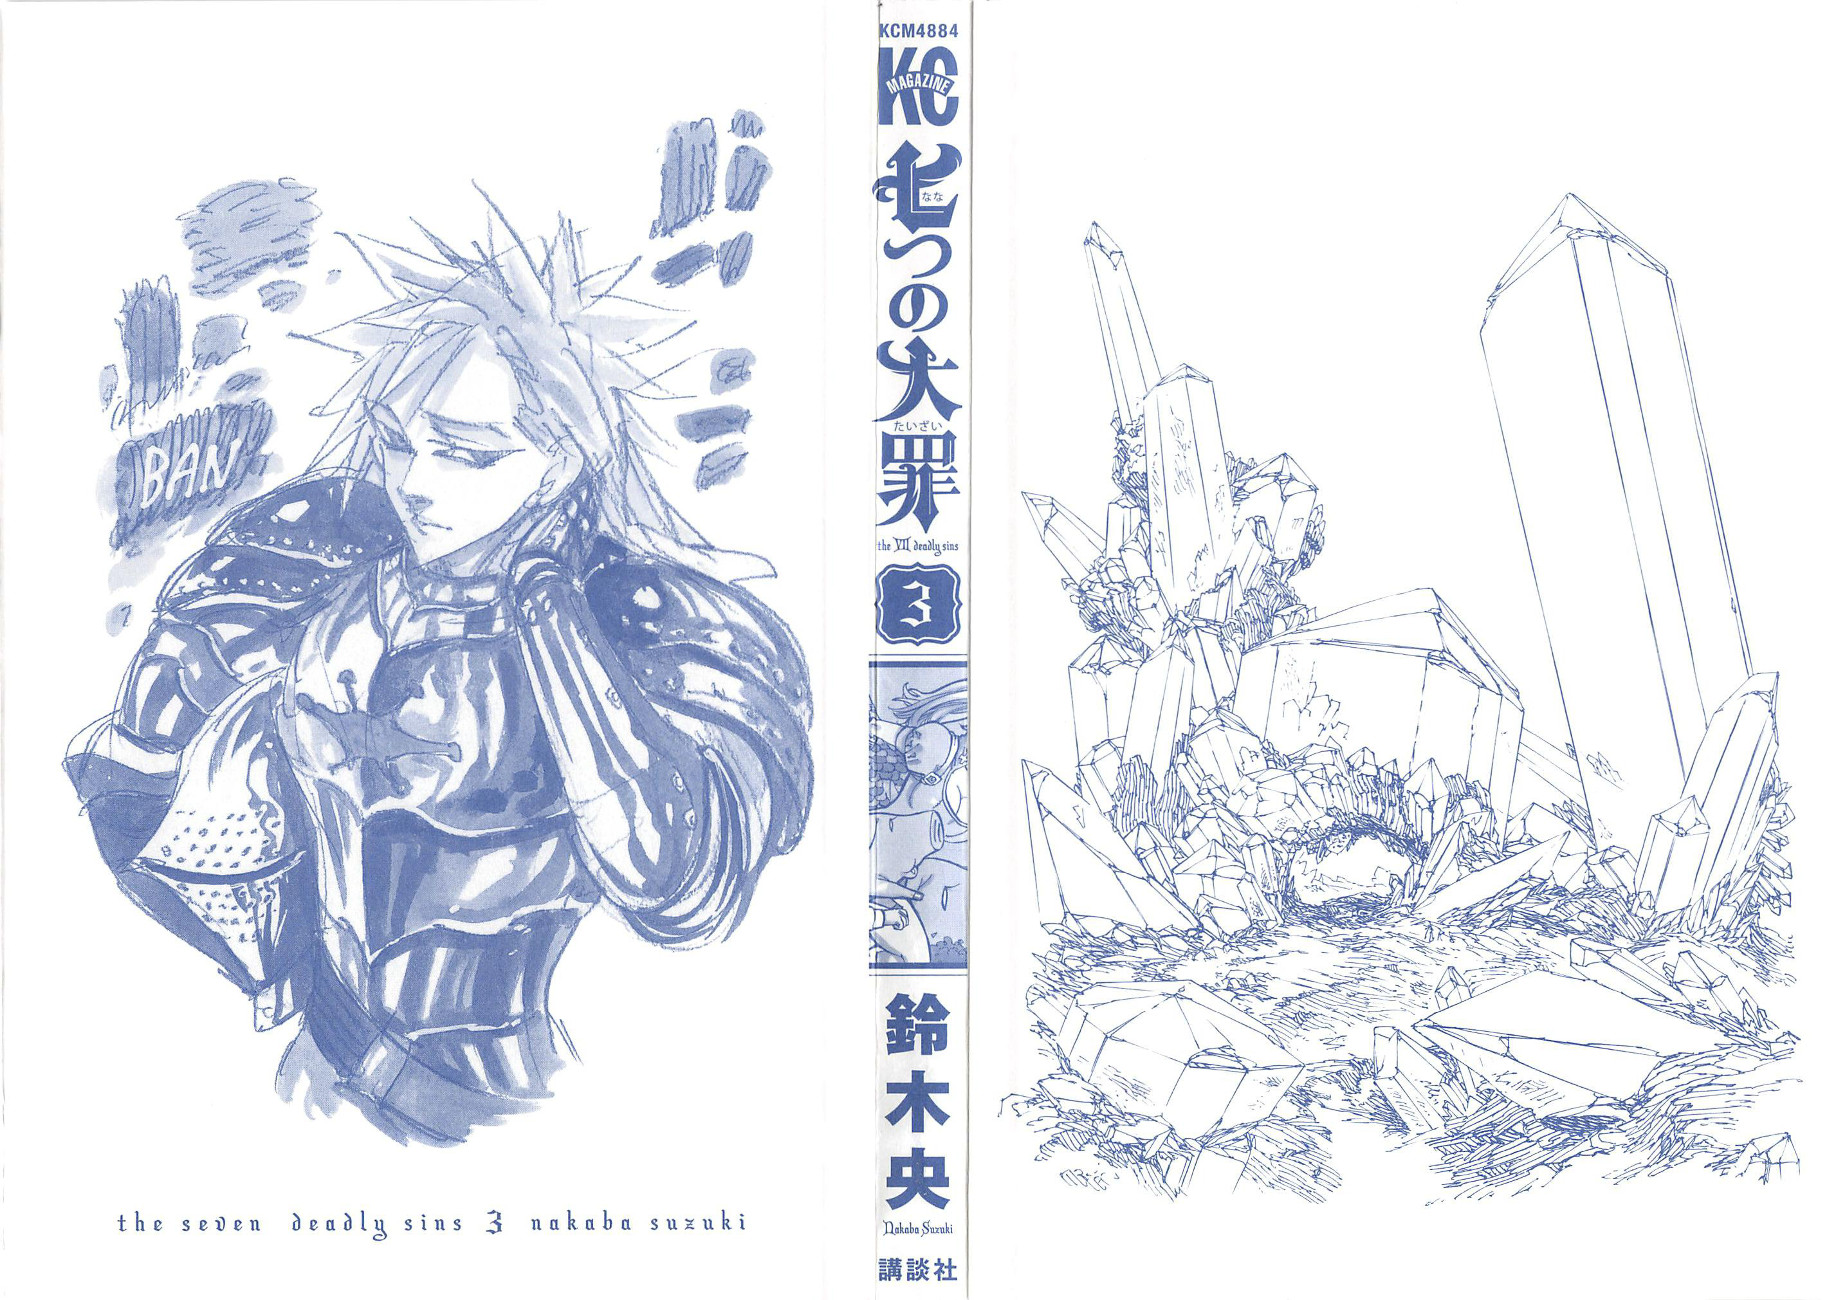 BAN
the seven deadly sins 3 nakaba suzuki
KCM4884
KC
MAGAZINE
七つの大罪
なな
たいざい
the VII deadly sins
3
鈴木央
Nakaba Suzuki
講談社